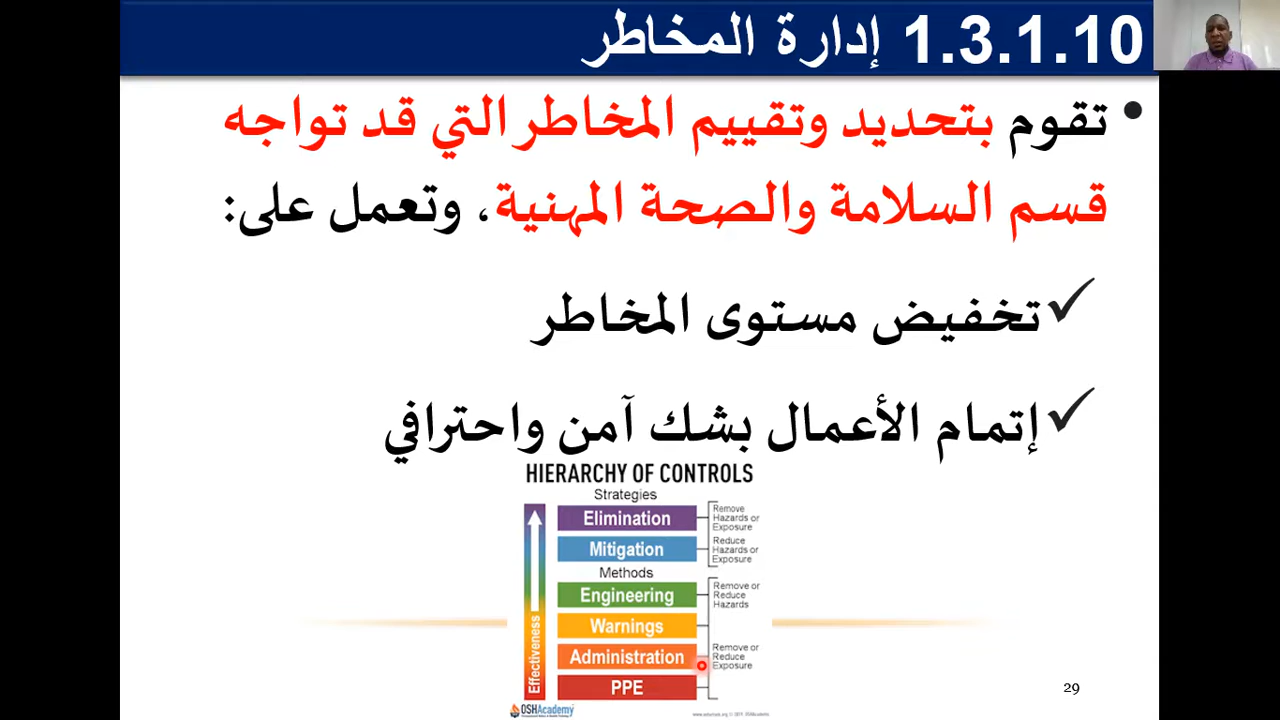 1.3.1.10 إدارة المخاطر
• تقوم بتحديد وتقييم المخاطر التي قد تواجه
قسم السلامة والصحة المهنية، وتعمل على:
✓ تخفيض مستوى المخاطر
✓ إتمام الأعمال بشك آمن واحترافي
HIERARCHY OF CONTROLS
Strategies
Elimination
Remove
Hazards or
Exposure
Mitigation
Reduce
Hazards or
Exposure
Methods
Engineering
Remove or
Reduce
Hazards
Warnings
Administration
Remove or
Reduce
Exposure
PPE
Effectiveness
OSHAcademy
29